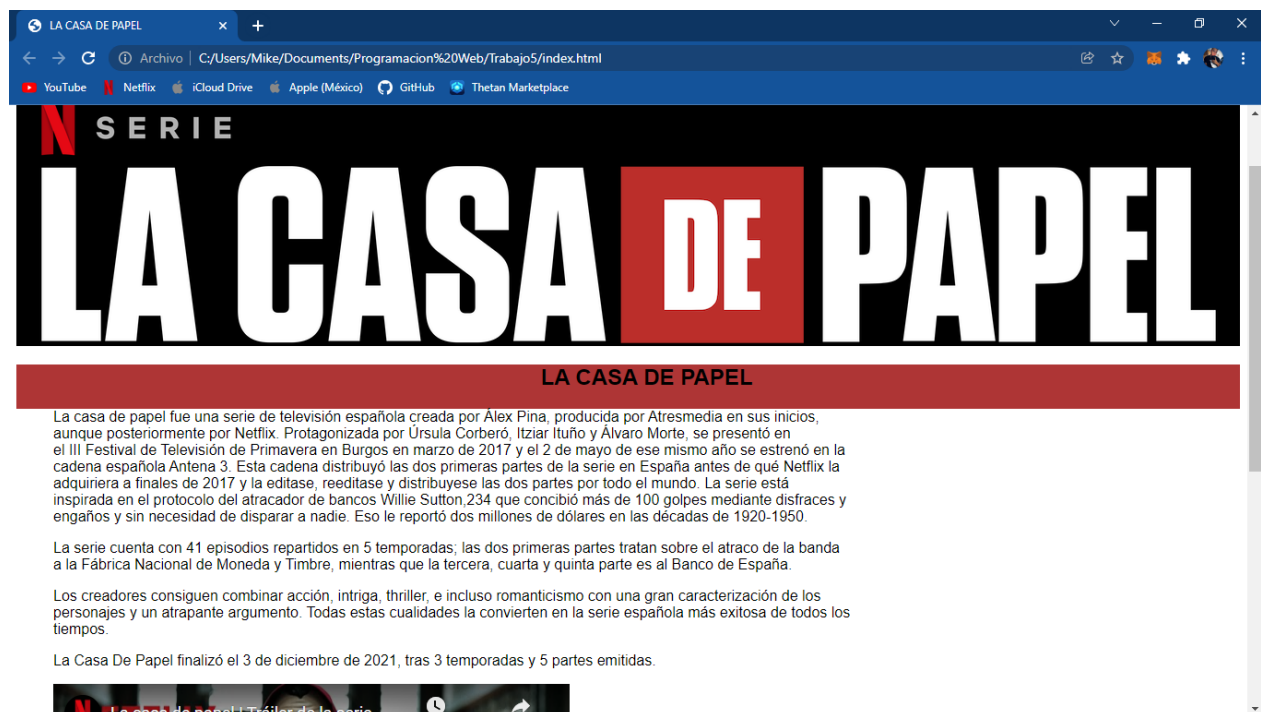 LA CASA DE PAPEL
Archivo | C:/Users/Mike/Documents/Programacion%20Web/Trabajo5/index.html
YouTube Netflix iCloud Drive Apple (México) GitHub Thetan Marketplace
N SERIE
LA CASA DE PAPEL
LA CASA DE PAPEL
La casa de papel fue una serie de televisión española creada por Álex Pina, producida por Atresmedia en sus inicios,
aunque posteriormente por Netflix. Protagonizada por Úrsula Corberó, Itziar Ituño y Álvaro Morte, se presentó en
el III Festival de Televisión de Primavera en Burgos en marzo de 2017 y el 2 de mayo de ese mismo año se estrenó en la
cadena española Antena 3. Esta cadena distribuyó las dos primeras partes de la serie en España antes de qué Netflix la
adquiriera a finales de 2017 y la editase, reeditase y distribuyese las dos partes por todo el mundo. La serie está
inspirada en el protocolo del atracador de bancos Willie Sutton,234 que concibió más de 100 golpes mediante disfraces y
engaños y sin necesidad de disparar a nadie. Eso le reportó dos millones de dólares en las décadas de 1920-1950.
La serie cuenta con 41 episodios repartidos en 5 temporadas; las dos primeras partes tratan sobre el atraco de la banda
a la Fábrica Nacional de Moneda y Timbre, mientras que la tercera, cuarta y quinta parte es al Banco de España.
Los creadores consiguen combinar acción, intriga, thriller, e incluso romanticismo con una gran caracterización de los
personajes y un atrapante argumento. Todas estas cualidades la convierten en la serie española más exitosa de todos los
tiempos.
La Casa De Papel finalizó el 3 de diciembre de 2021, tras 3 temporadas y 5 partes emitidas.
La casa de papel | Tráiler de la serie